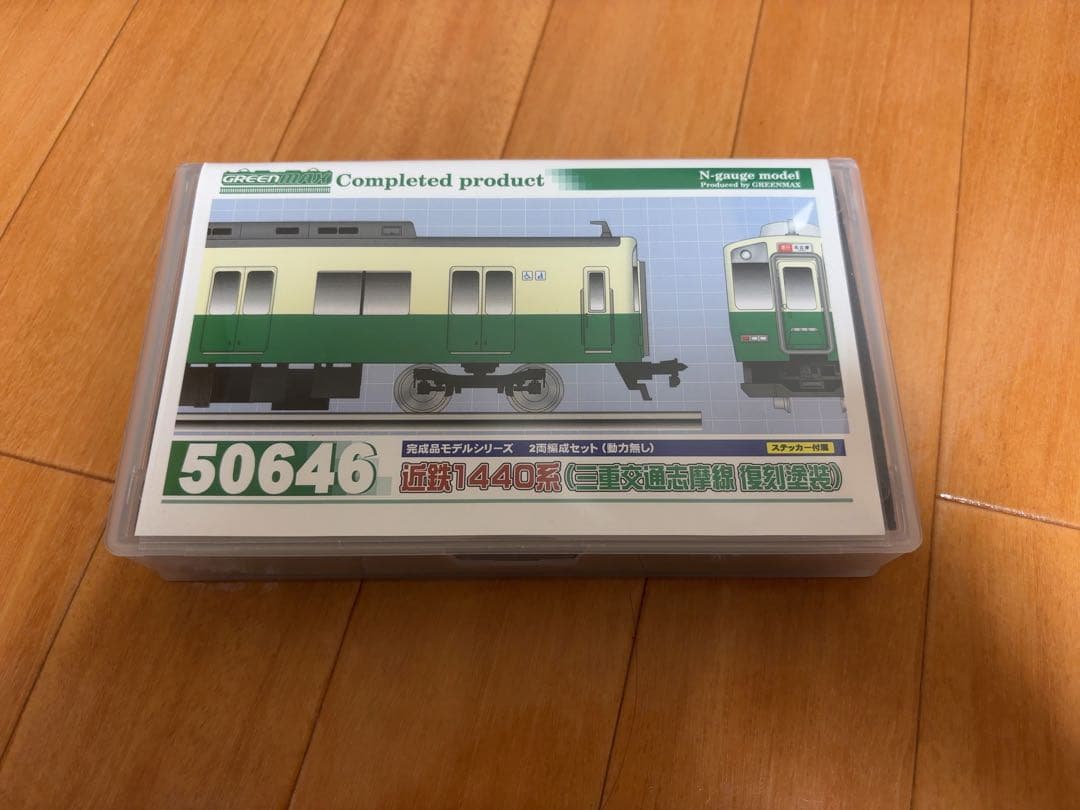 GREENMAX Completed product
N-gauge model
Produced by GREENMAX
50646
完成品モデルシリーズ 2両編成セット(動力無し)
ステッカー付属
近鉄1440系(三重交通志摩線 復刻塗装)